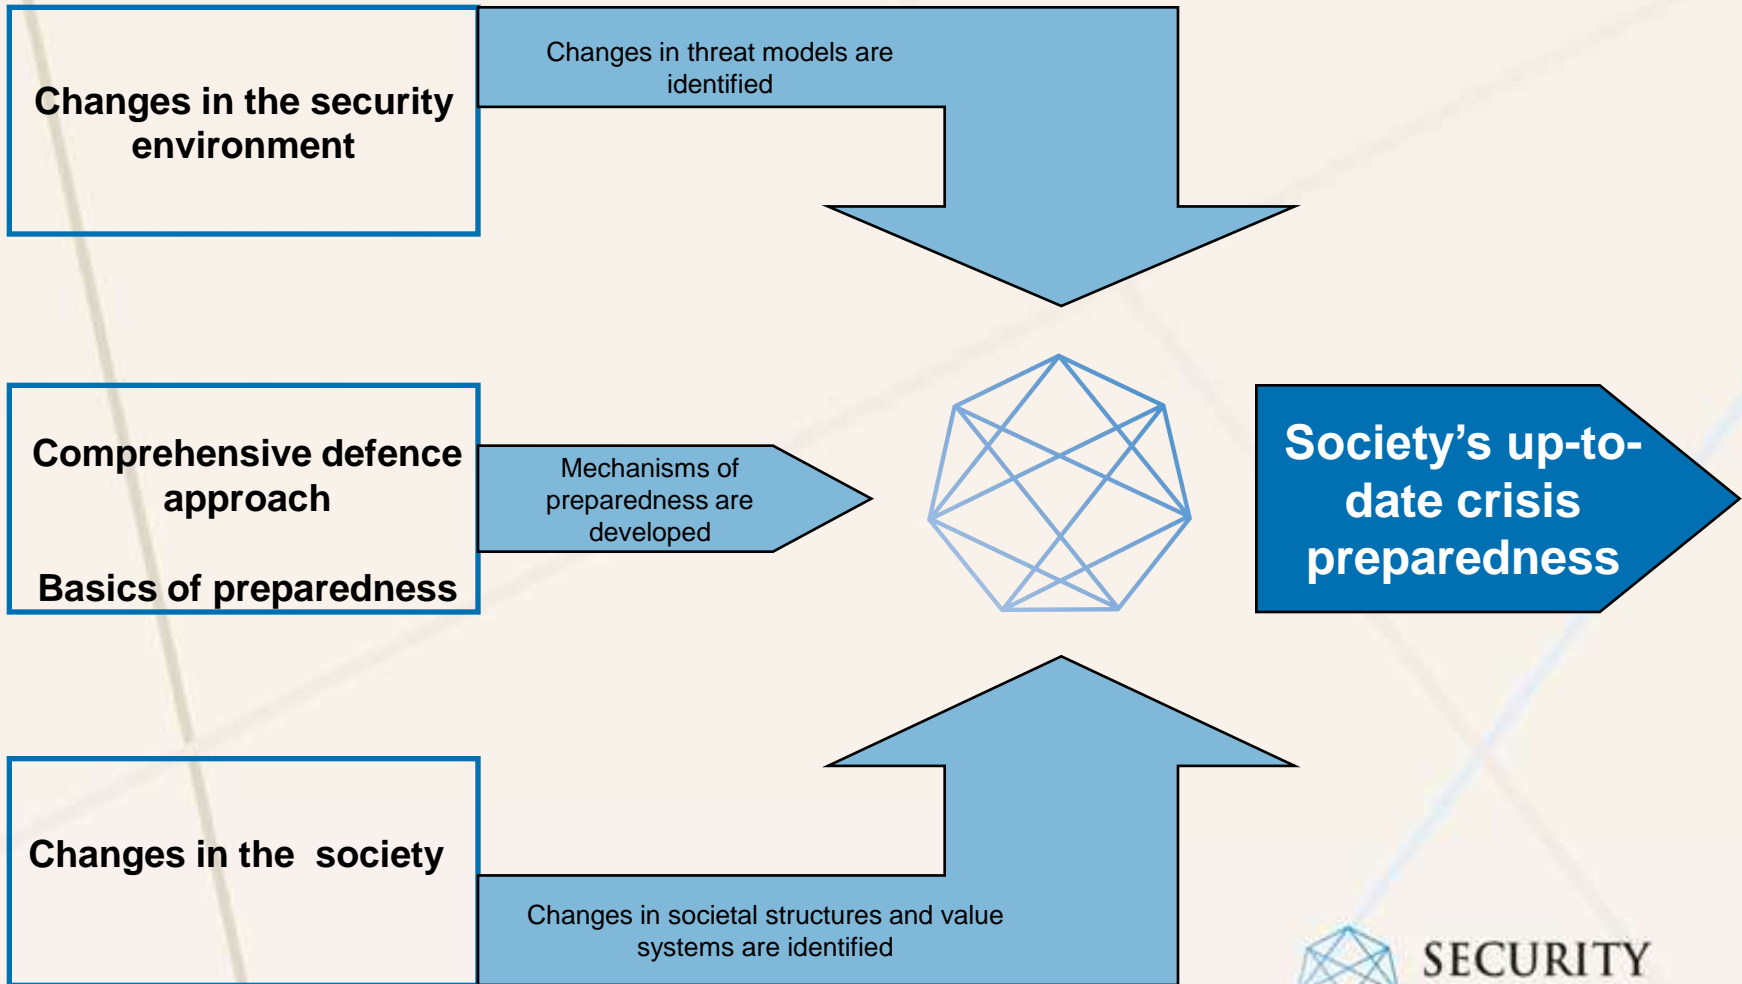 Changes in the security
environment
Changes in threat models are
identified
Comprehensive defence
approach
Basics of preparedness
Mechanisms of
preparedness are
developed
Society’s up-to-
date crisis
preparedness
Changes in the  society
Changes in societal structures and value
systems are identified
SECURITY